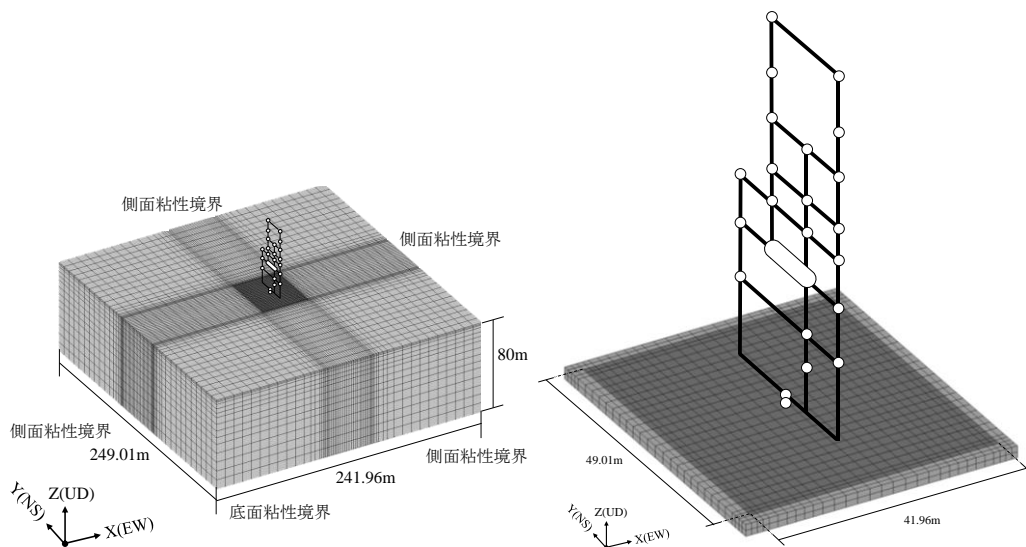 側面粘性境界
側面粘性境界
80m
側面粘性境界
249.01m
側面粘性境界
241.96m
底面粘性境界
Z(UD)
Y(NS)
X(EW)
49.01m
41.96m
Z(UD)
Y(NS)
X(EW)